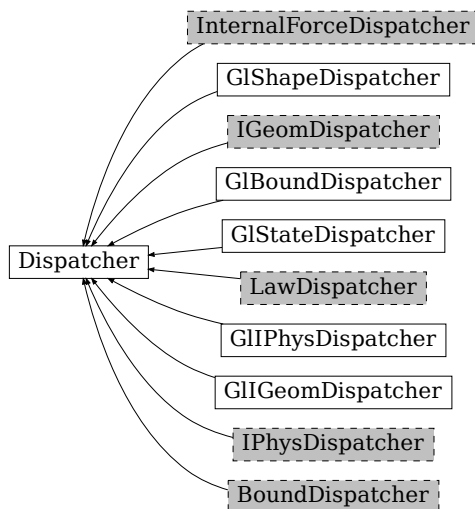 InternalForceDispatcher
GlShapeDispatcher
IGeomDispatcher
GlBoundDispatcher
GlStateDispatcher
Dispatcher
LawDispatcher
GlIPhysDispatcher
GlIGeomDispatcher
IPhysDispatcher
BoundDispatcher